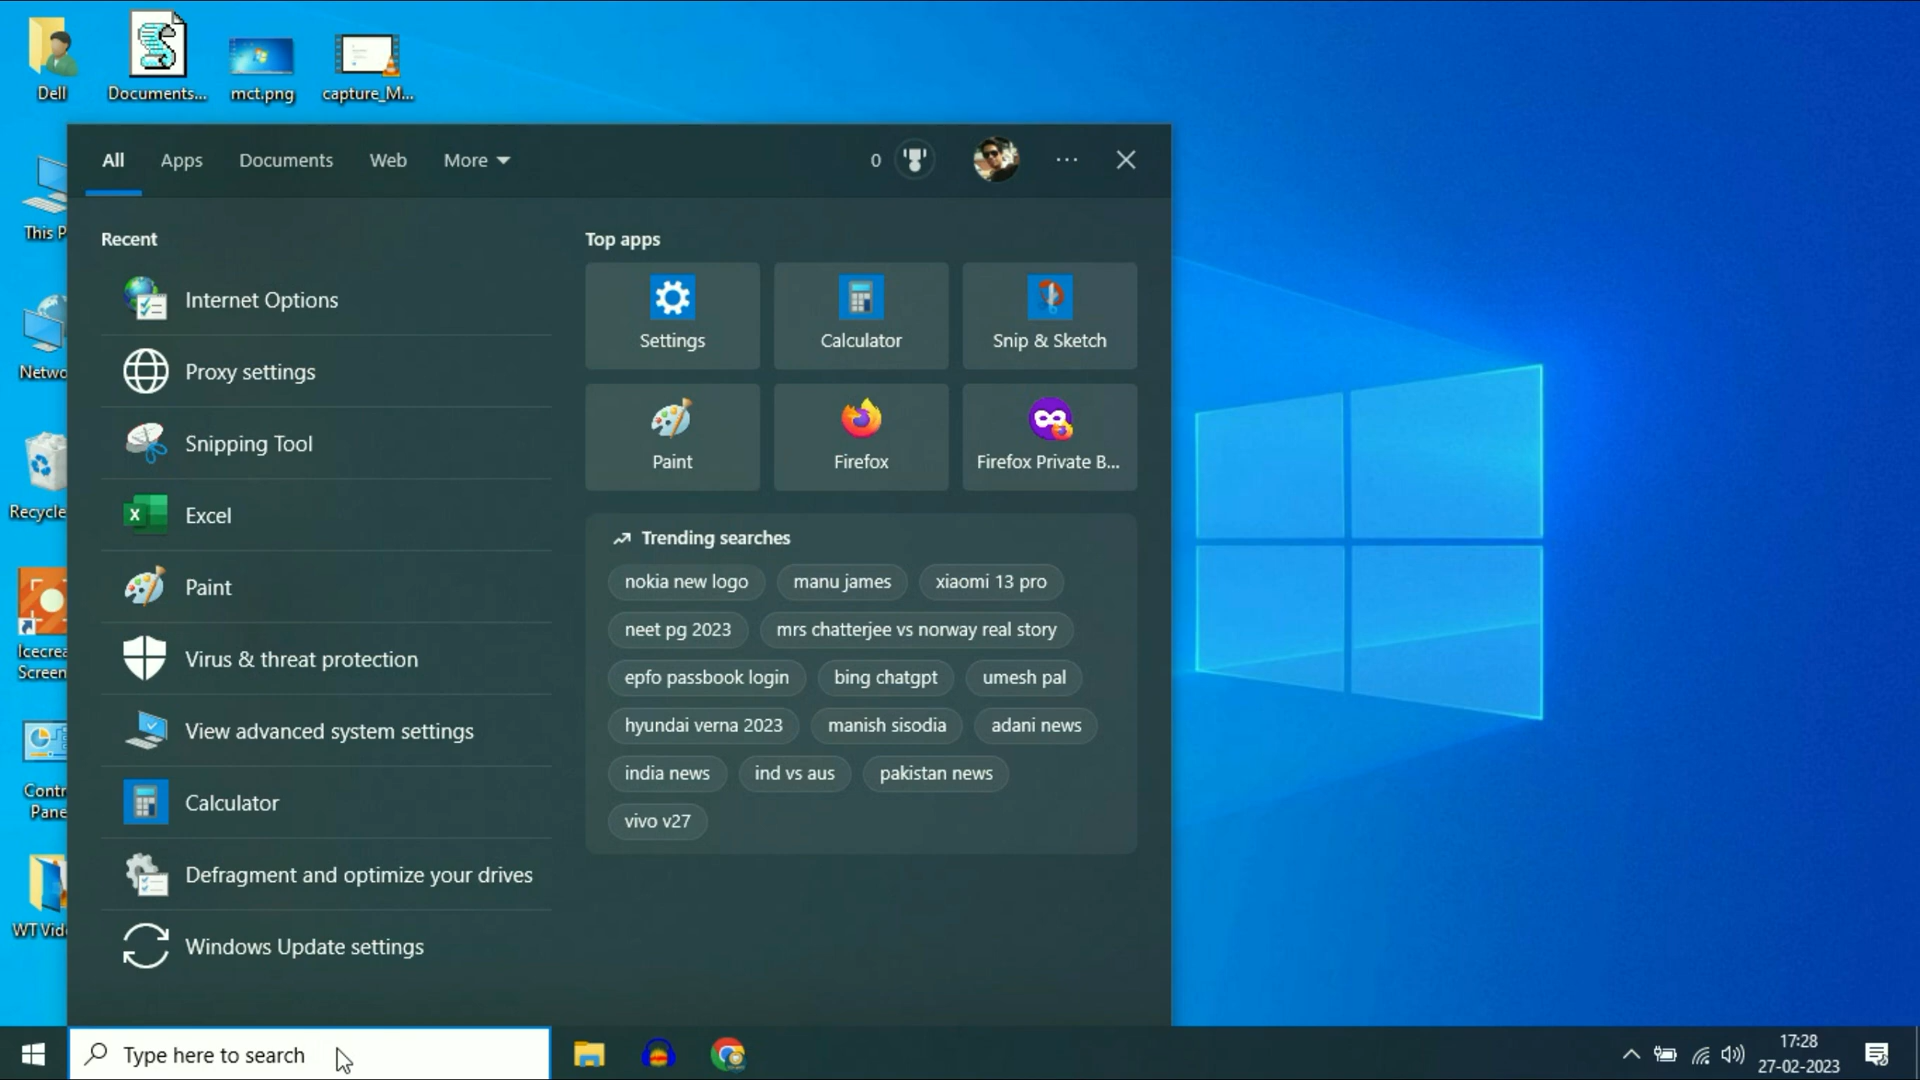 Dell
Documents...
mct.png
capture_M...
All
Apps
Documents
Web
More
0
This P
Netwo
Recycle
Icecrea
Screen
Contr
Pane
WT Vide
Recent
Internet Options
Proxy settings
Snipping Tool
Excel
Paint
Virus & threat protection
View advanced system settings
Calculator
Defragment and optimize your drives
Windows Update settings
Top apps
Settings
Calculator
Snip & Sketch
Paint
Firefox
Firefox Private B...
Trending searches
nokia new logo
manu james
xiaomi 13 pro
neet pg 2023
mrs chatterjee vs norway real story
epfo passbook login
bing chatgpt
umesh pal
hyundai verna 2023
manish sisodia
adani news
india news
ind vs aus
pakistan news
vivo v27
Type here to search
17:28
27-02-2023